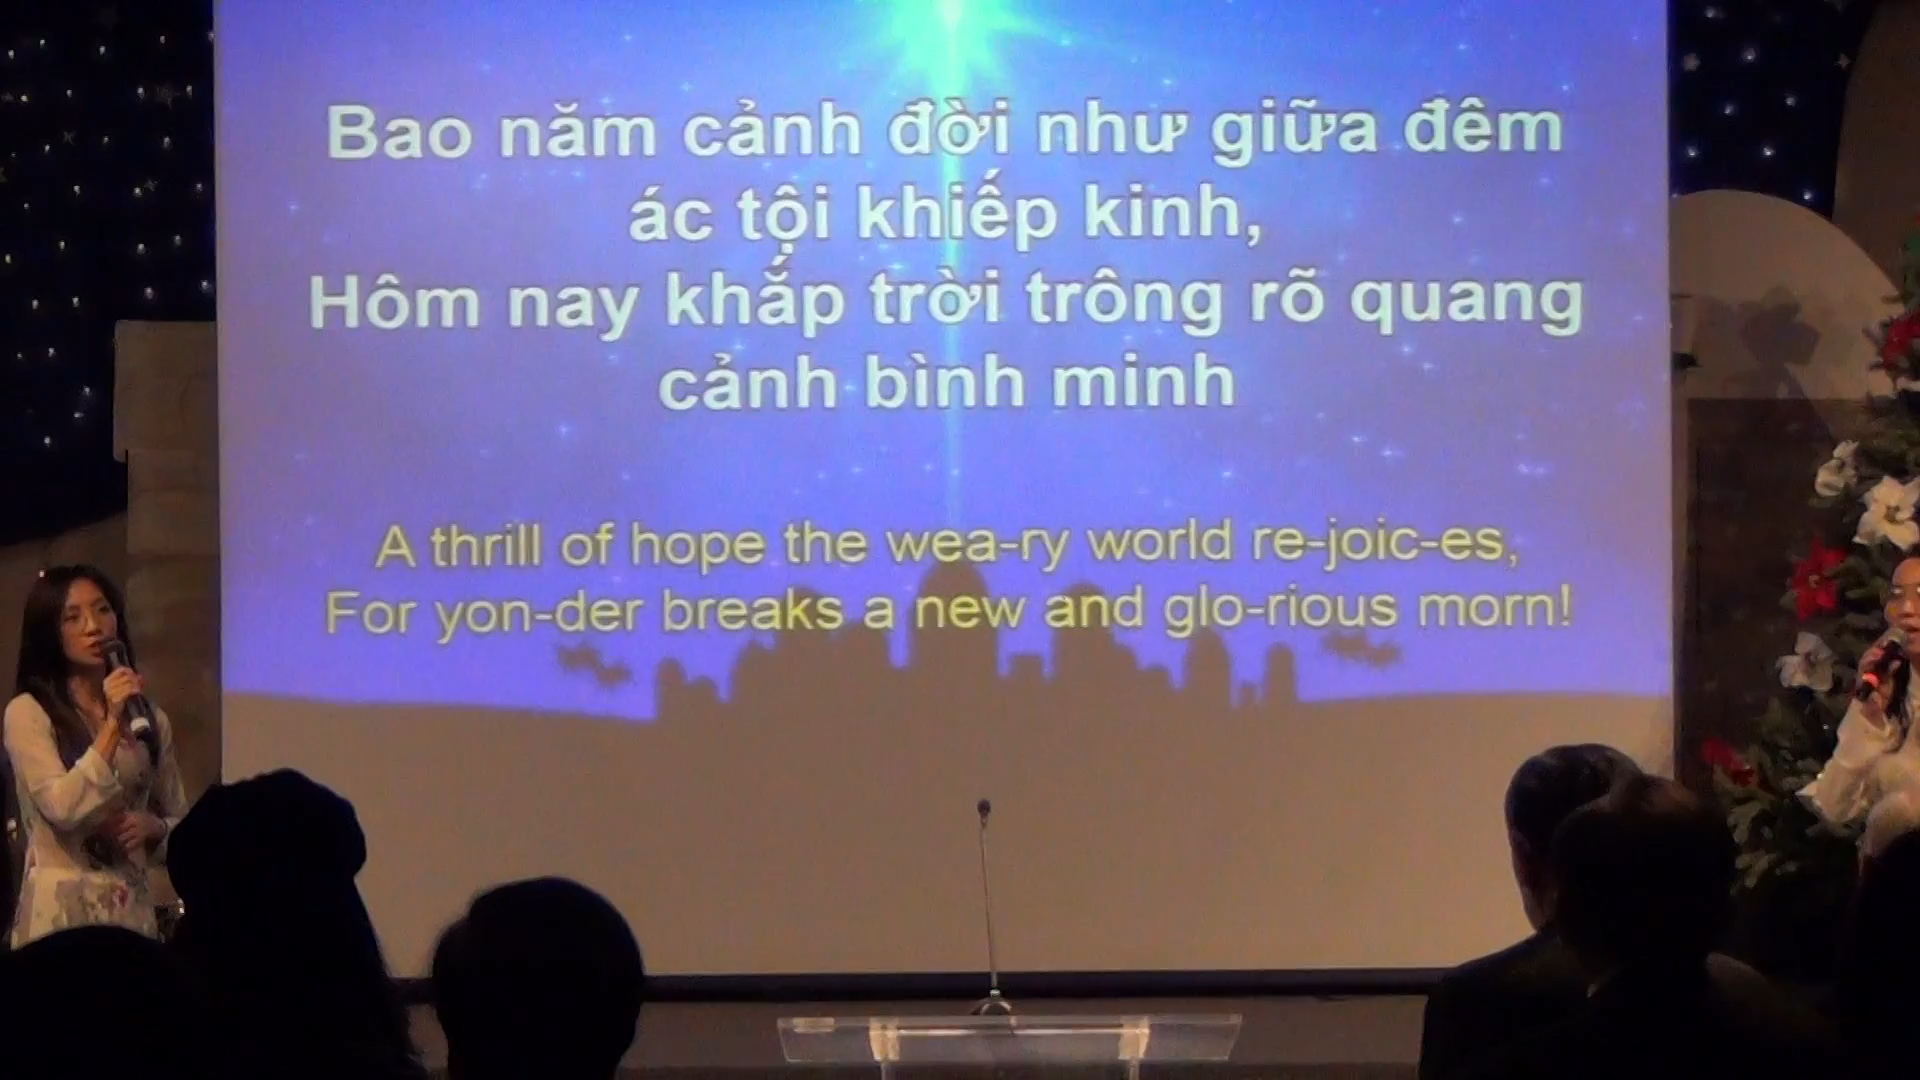 Bao năm cảnh đời như giữa đêm
ác tội khiếp kinh,
Hôm nay khắp trời trông rõ quang
cảnh bình minh
A thrill of hope the wea-ry world re-joic-es,
For yon-der breaks a new and glo-rious morn!